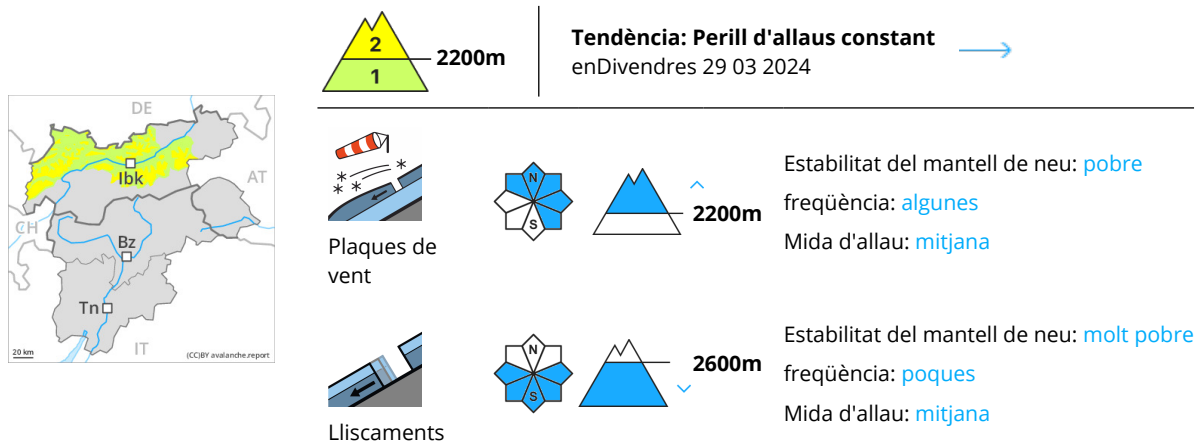 2
1
2200m
Tendència: Perill d'allaus constant
enDivendres 29 03 2024
DE
Ibk
AT
CH
Bz
Tn
IT
20 km
(CC)BY avalanche.report
Plaques de
vent
N
S
2200m
Estabilitat del mantell de neu: pobre
freqüència: algunes
Mida d'allau: mitjana
Lliscaments
N
S
2600m
Estabilitat del mantell de neu: molt pobre
freqüència: poques
Mida d'allau: mitjana